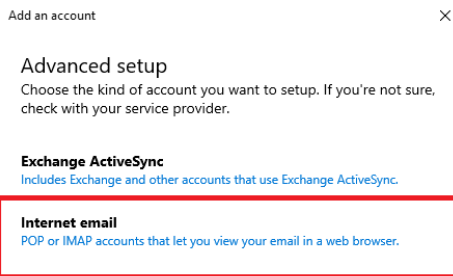 Add an account
Advanced setup
Choose the kind of account you want to setup. If you're not sure,
check with your service provider.
Exchange ActiveSync
Includes Exchange and other accounts that use Exchange ActiveSync.
Internet email
POP or IMAP accounts that let you view your email in a web browser.